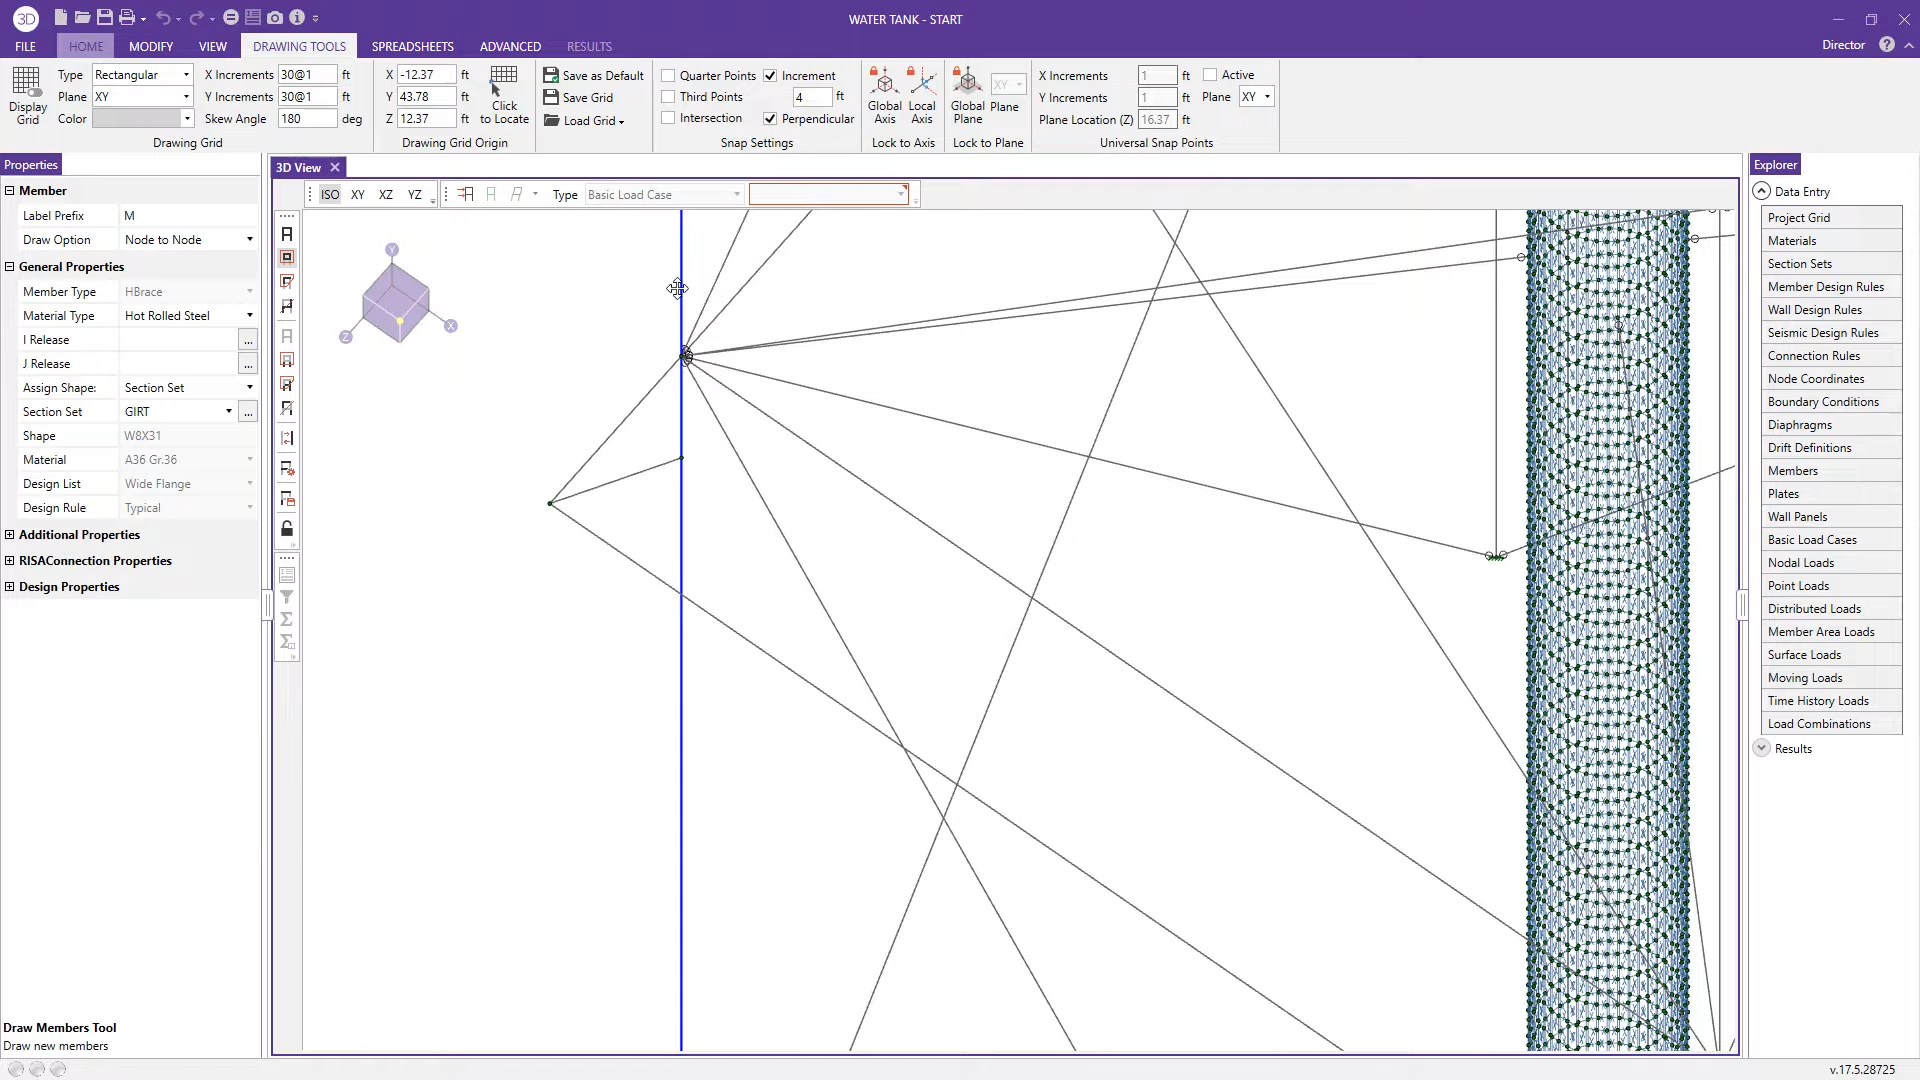 3D
WATER TANK - START
FILE
HOME
MODIFY
VIEW
DRAWING TOOLS
SPREADSHEETS
ADVANCED
RESULTS
Director
Display Grid
Type Rectangular
Plane XY
Color
X Increments 30@1 ft
Y Increments 30@1 ft
Skew Angle 180 deg
Drawing Grid
X -12.37 ft
Y 43.78 ft
Z 12.37 ft
Click to Locate
Drawing Grid Origin
Save as Default
Save Grid
Load Grid
Quarter Points
Increment
Third Points
4 ft
Intersection
Perpendicular
Snap Settings
Global Axis
Local Axis
Lock to Axis
Global Plane
XY
Plane
Lock to Plane
X Increments 1 ft
Active
Y Increments 1 ft
Plane XY
Plane Location (Z) 16.37 ft
Universal Snap Points
Properties
Member
Label Prefix M
Draw Option Node to Node
General Properties
Member Type HBrace
Material Type Hot Rolled Steel
I Release ...
J Release ...
Assign Shape: Section Set
Section Set GIRT ...
Shape W8X31
Material A36 Gr.36
Design List Wide Flange
Design Rule Typical
Additional Properties
RISAConnection Properties
Design Properties
Draw Members Tool
Draw new members
3D View
ISO XY XZ YZ
Type Basic Load Case
Y
Z
X
Explorer
Data Entry
Project Grid
Materials
Section Sets
Member Design Rules
Wall Design Rules
Seismic Design Rules
Connection Rules
Node Coordinates
Boundary Conditions
Diaphragms
Drift Definitions
Members
Plates
Wall Panels
Basic Load Cases
Nodal Loads
Point Loads
Distributed Loads
Member Area Loads
Surface Loads
Moving Loads
Time History Loads
Load Combinations
Results
v.17.5.28725